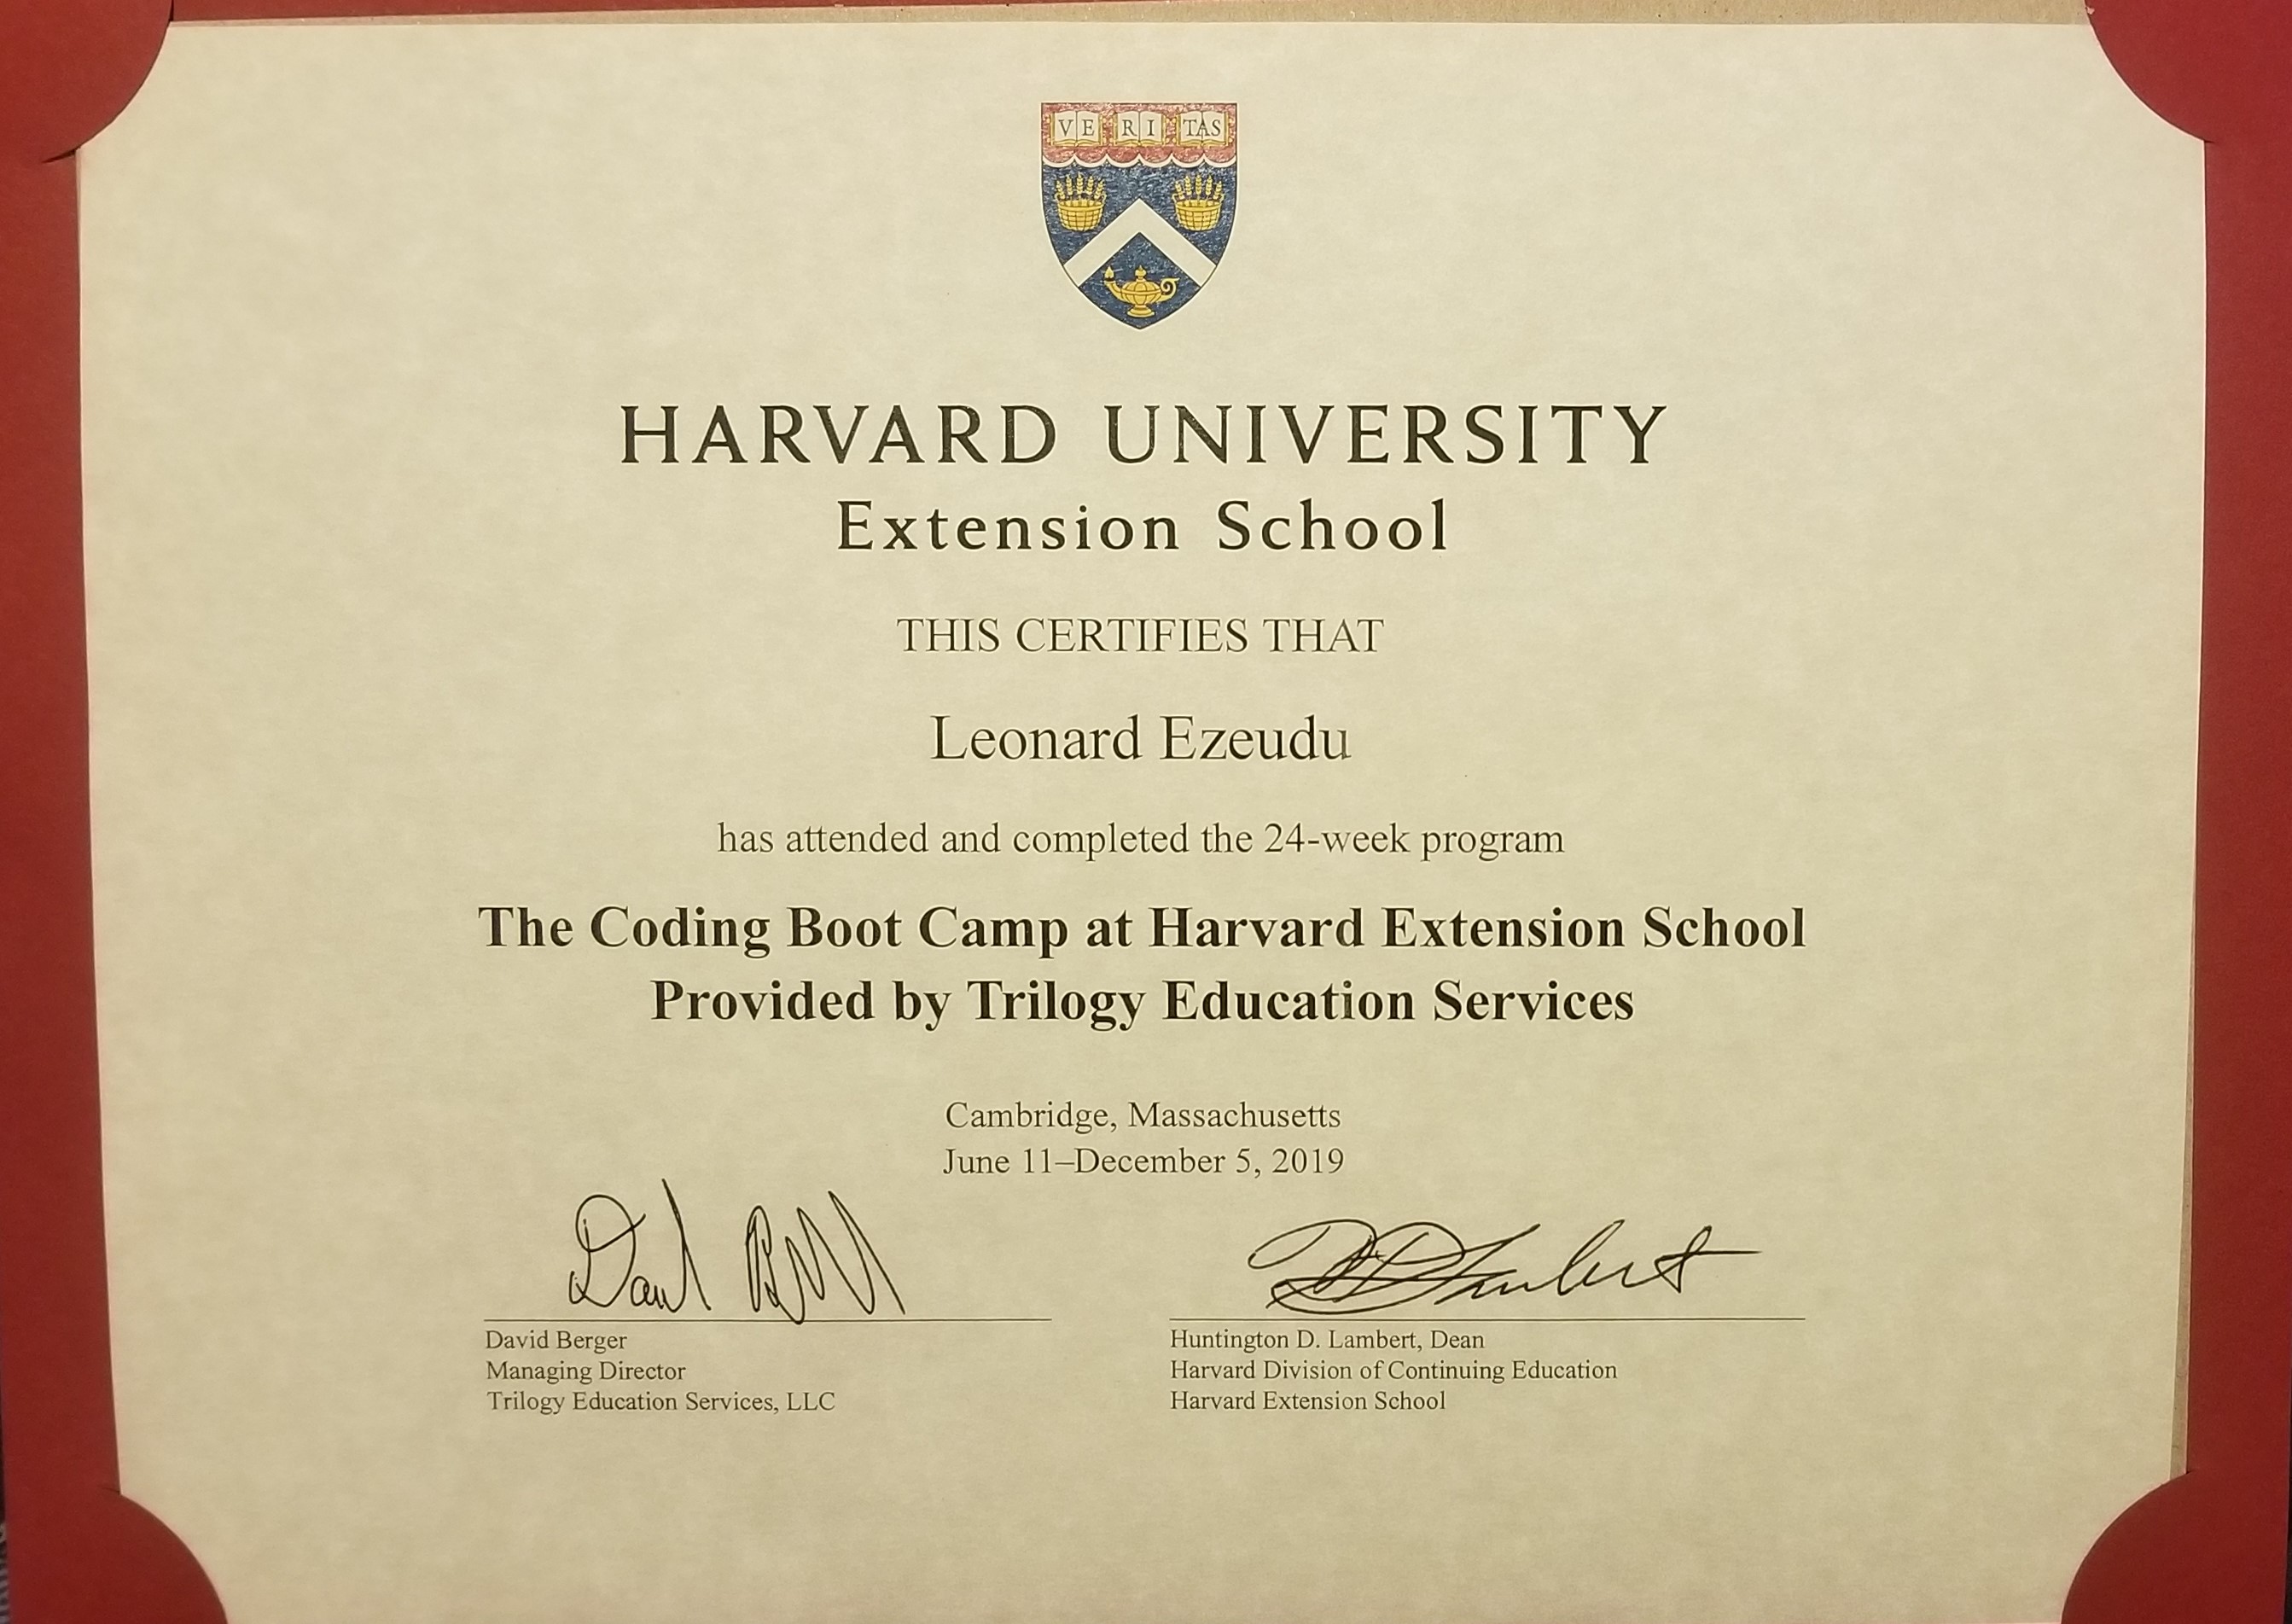 VE RI TAS
HARVARD UNIVERSITY
Extension School
THIS CERTIFIES THAT
Leonard Ezeudu
has attended and completed the 24-week program
The Coding Boot Camp at Harvard Extension School
Provided by Trilogy Education Services
Cambridge, Massachusetts
June 11–December 5, 2019
David Berger
Managing Director
Trilogy Education Services, LLC
Huntington D. Lambert, Dean
Harvard Division of Continuing Education
Harvard Extension School